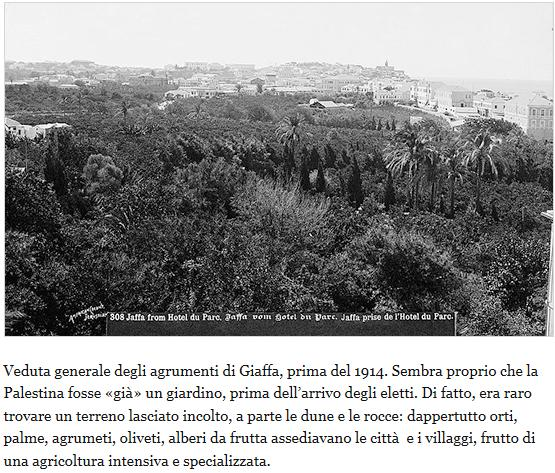 308 Jaffa from Hotel du Parc. Jaffa vom Hotel du Parc. Jaffa prise de l'Hotel du Parc.
Veduta generale degli agrumenti di Giaffa, prima del 1914. Sembra proprio che la
Palestina fosse «già» un giardino, prima dell’arrivo degli eletti. Di fatto, era raro
trovare un terreno lasciato incolto, a parte le dune e le rocce: dappertutto orti,
palme, agrumeti, oliveti, alberi da frutta assediavano le città e i villaggi, frutto di
una agricoltura intensiva e specializzata.